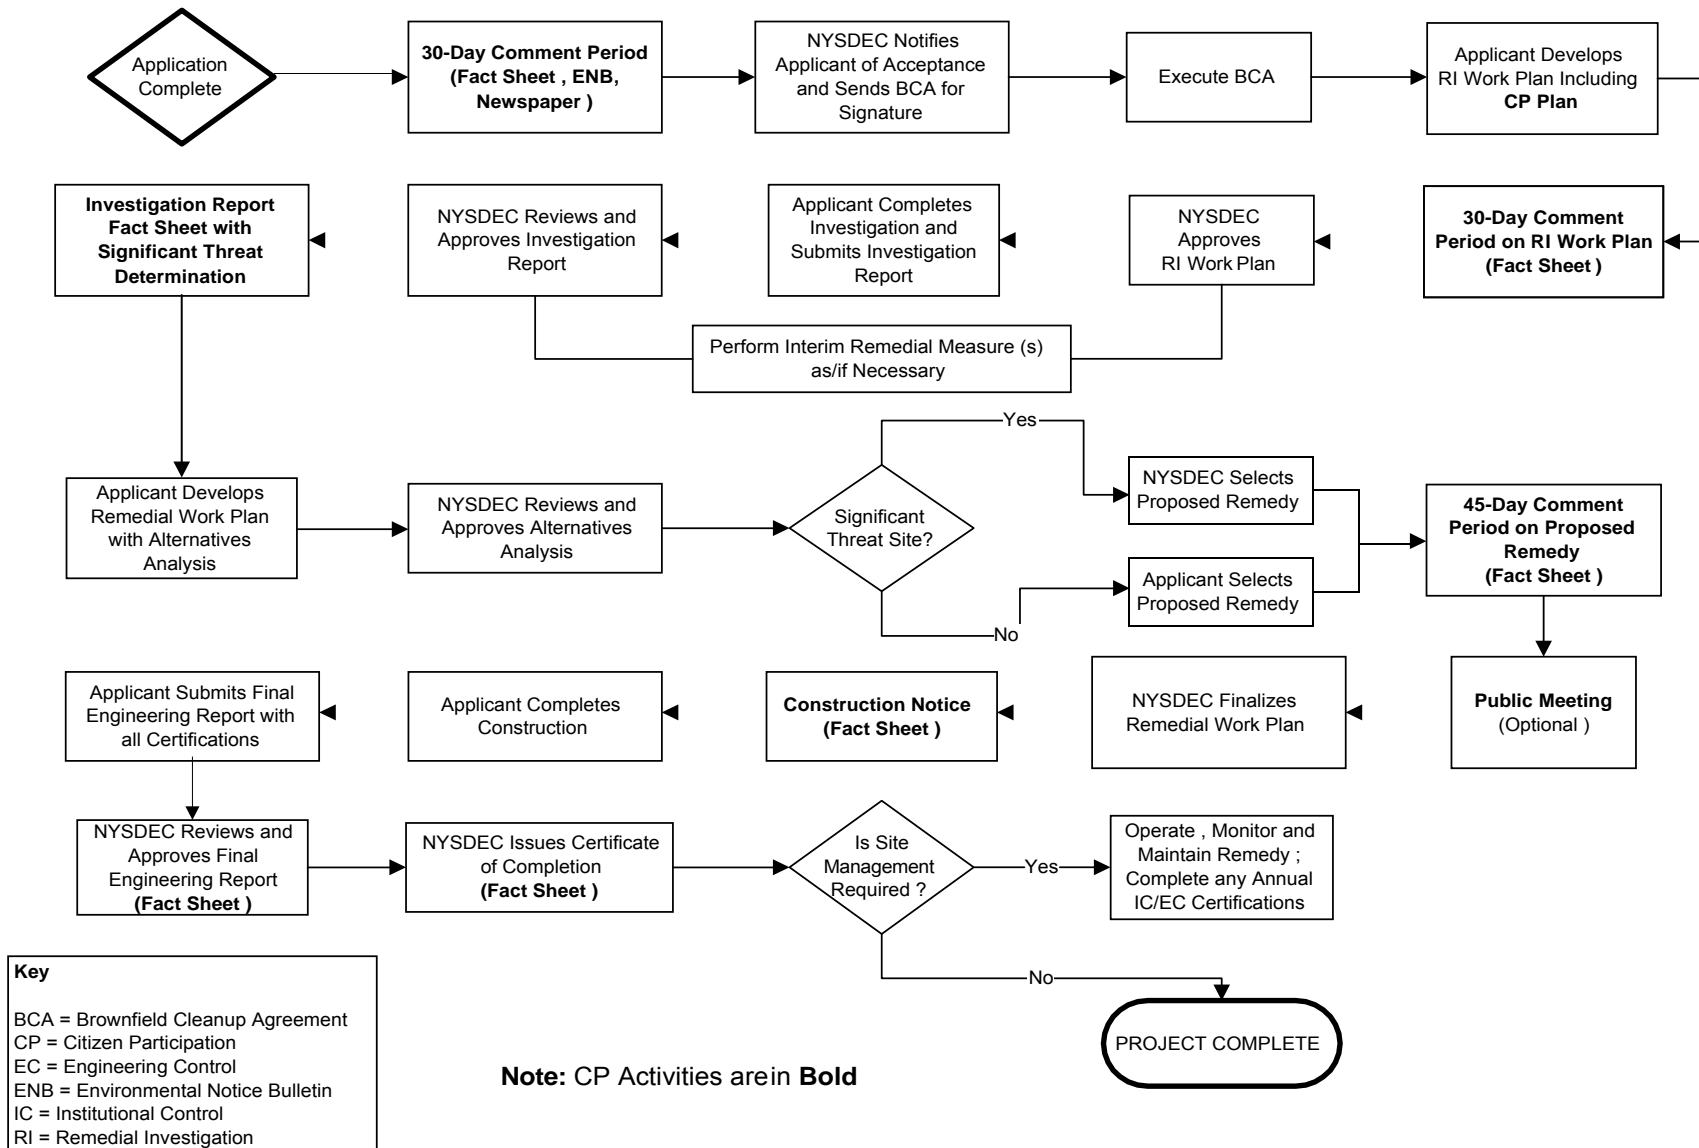 Application
Complete
30-Day Comment Period
(Fact Sheet , ENB,
Newspaper )
NYSDEC Notifies
Applicant of Acceptance
and Sends BCA for
Signature
Execute BCA
Applicant Develops
RI Work Plan Including
CP Plan
Investigation Report
Fact Sheet with
Significant Threat
Determination
NYSDEC Reviews and
Approves Investigation
Report
Applicant Completes
Investigation and
Submits Investigation
Report
NYSDEC
Approves
RI Work Plan
30-Day Comment
Period on RI Work Plan
(Fact Sheet )
Perform Interim Remedial Measure (s)
as/if Necessary
Applicant Develops
Remedial Work Plan
with Alternatives
Analysis
NYSDEC Reviews and
Approves Alternatives
Analysis
Significant
Threat Site?
Yes
No
NYSDEC Selects
Proposed Remedy
Applicant Selects
Proposed Remedy
45-Day Comment
Period on Proposed
Remedy
(Fact Sheet )
Applicant Submits Final
Engineering Report with
all Certifications
Applicant Completes
Construction
Construction Notice
(Fact Sheet )
NYSDEC Finalizes
Remedial Work Plan
Public Meeting
(Optional )
NYSDEC Reviews and
Approves Final
Engineering Report
(Fact Sheet )
NYSDEC Issues Certificate
of Completion
(Fact Sheet )
Is Site
Management
Required ?
Yes
Operate , Monitor and
Maintain Remedy ;
Complete any Annual
IC/EC Certifications
No
PROJECT COMPLETE
Key
BCA = Brownfield Cleanup Agreement
CP = Citizen Participation
EC = Engineering Control
ENB = Environmental Notice Bulletin
IC = Institutional Control
RI = Remedial Investigation
Note: CP Activities arein Bold